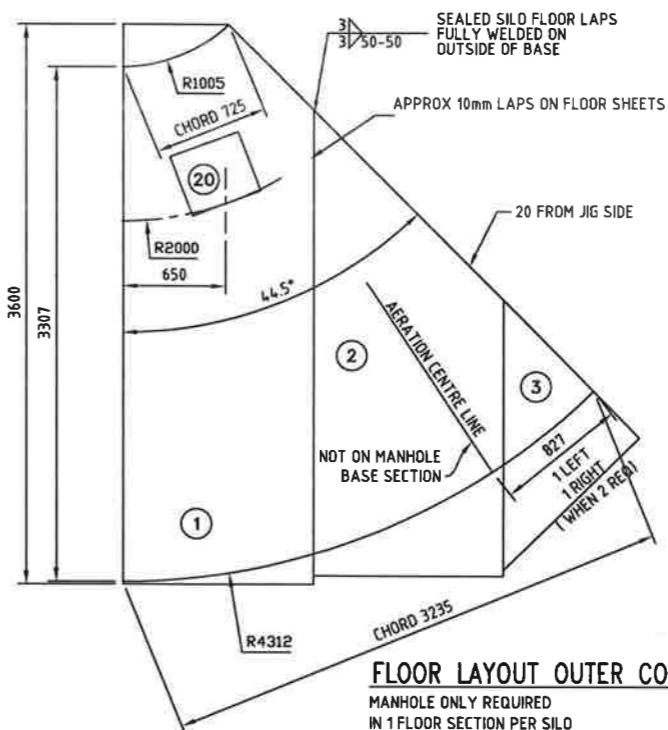 3
3 50-50
SEALED SILO FLOOR LAPS
FULLY WELDED ON
OUTSIDE OF BASE
R1005
CHORD 725
APPROX 10mm LAPS ON FLOOR SHEETS
20
R2000
650
20 FROM JIG SIDE
3600
3307
44.5°
AERATION CENTRE LINE
2
3
NOT ON MANHOLE
BASE SECTION
827
1 LEFT
1 RIGHT
(WHEN 2 REQ)
1
R4312
CHORD 3235
FLOOR LAYOUT OUTER CO
MANHOLE ONLY REQUIRED
IN 1 FLOOR SECTION PER SILO